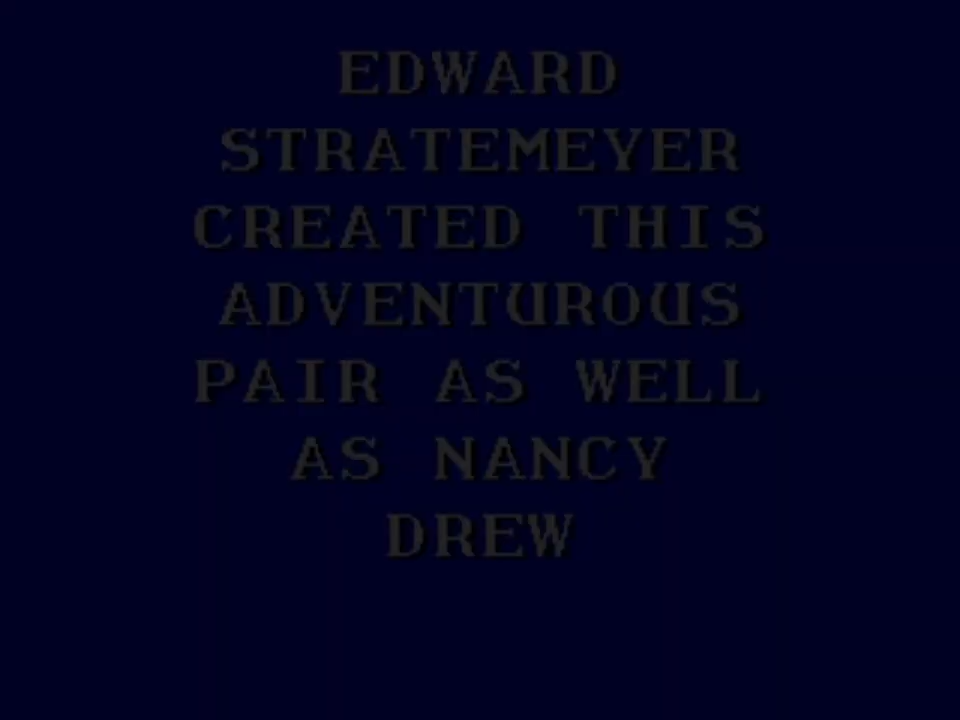 EDWARD
STRATEMEYER
CREATED THIS
ADVENTUROUS
PAIR AS WELL
AS NANCY
DREW